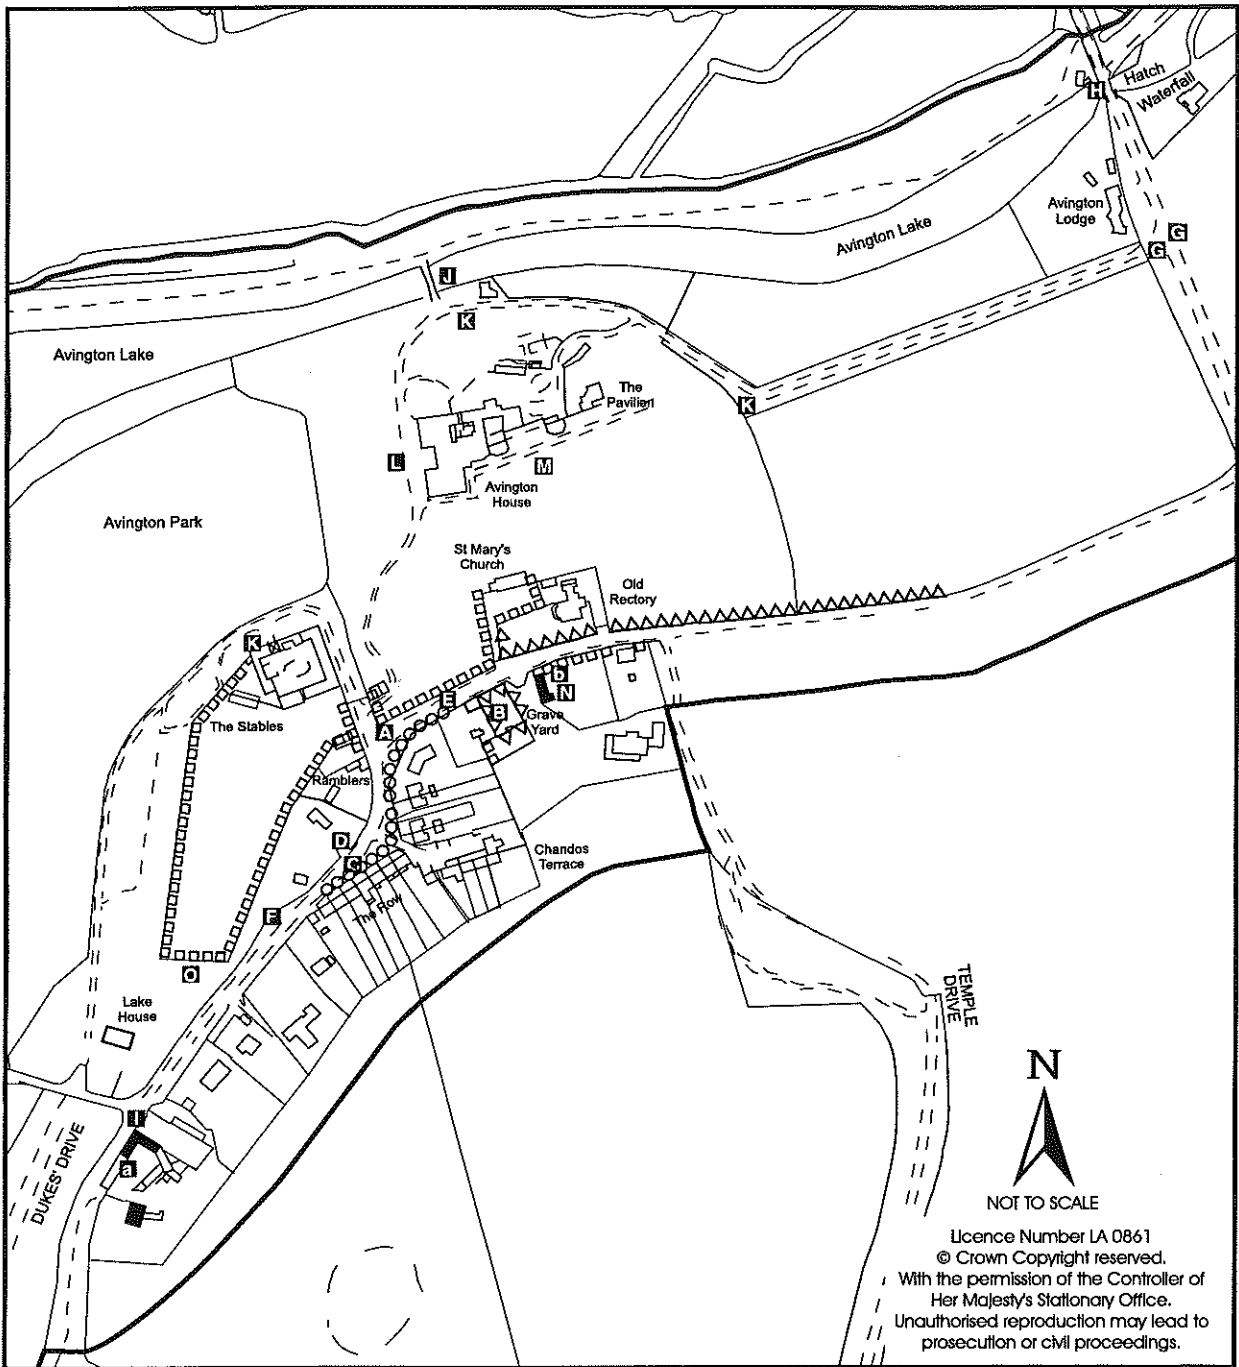 Hatch
Waterfall
H
Avington
Lodge
G
G
Avington Lake
J
K
Avington Lake
The
Pavilion
K
L
M
Avington
House
Avington Park
St Mary's
Church
Old
Rectory
K
b
N
E
B
Grave
Yard
A
The Stables
Ramblers
D
C
Chandos
Terrace
The Row
F
O
Lake
House
TEMPLE
DRIVE
I
a
DUKES' DRIVE
N
NOT TO SCALE
Licence Number LA 0861
© Crown Copyright reserved.
With the permission of the Controller of
Her Majesty's Stationary Office.
Unauthorised reproduction may lead to
prosecution or civil proceedings.